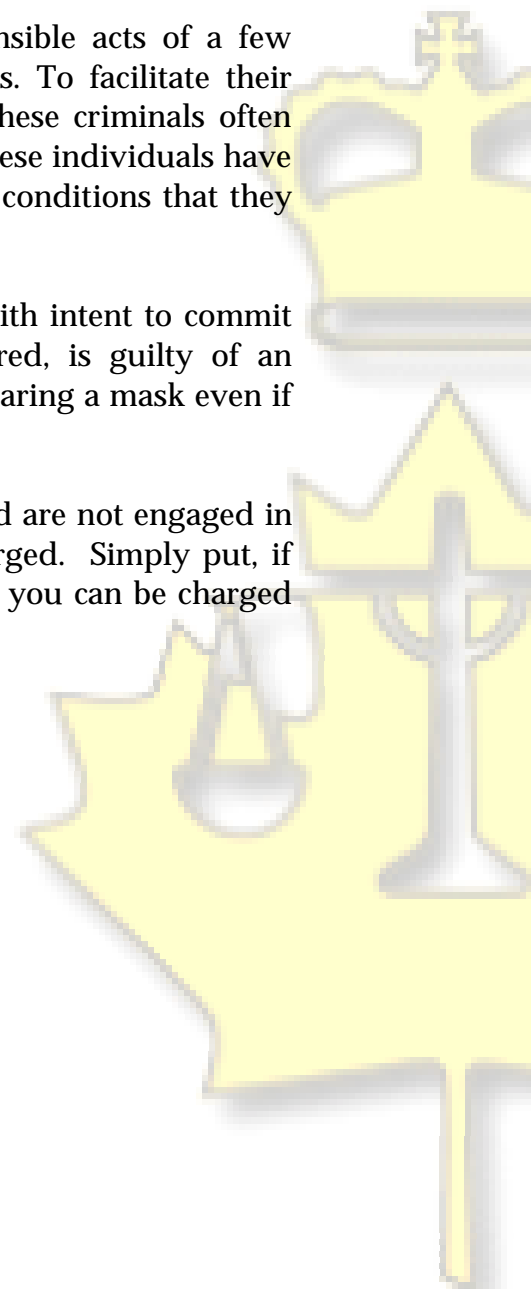 nsible acts of a few
s. To facilitate their
hese criminals often
ese individuals have
conditions that they
ith intent to commit
red, is guilty of an
aring a mask even if
d are not engaged in
rged. Simply put, if
you can be charged